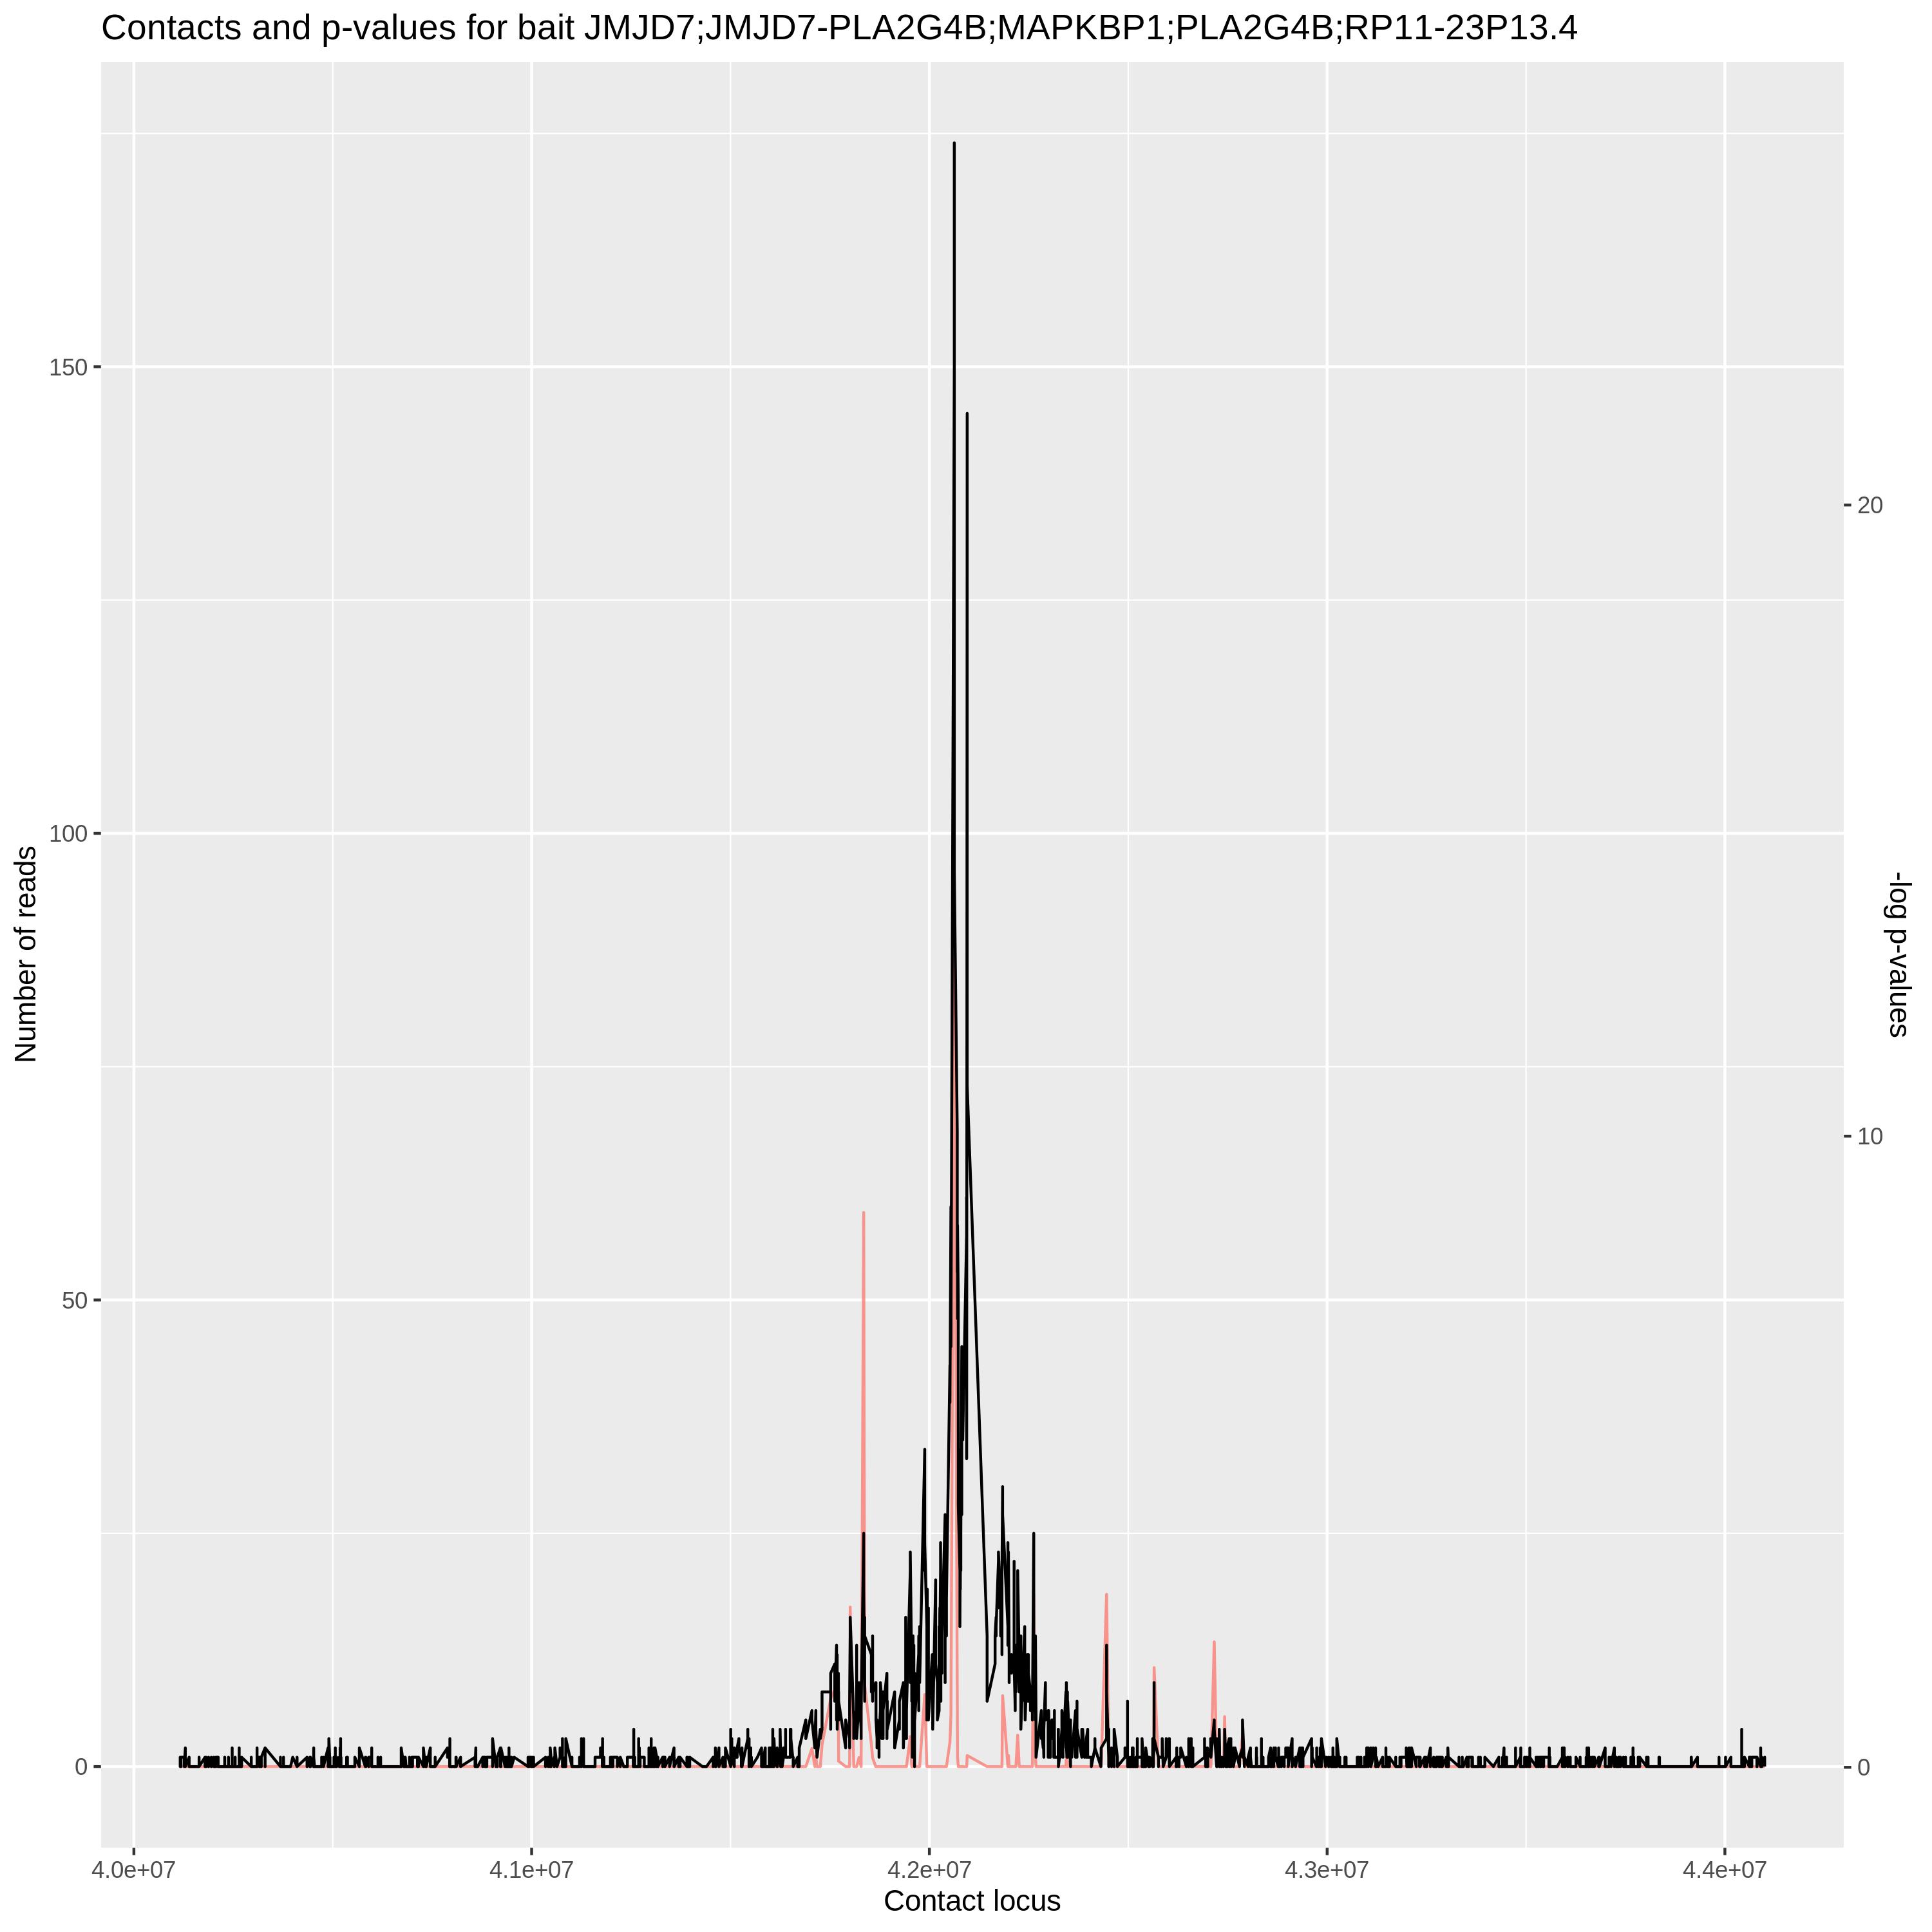 Contacts and p-values for bait JMJD7;JMJD7-PLA2G4B;MAPKBP1;PLA2G4B;RP11-23P13.4
150
100
50
0
Number of reads
20
10
0
-log p-values
4.0e+07
4.1e+07
4.2e+07
4.3e+07
4.4e+07
Contact locus